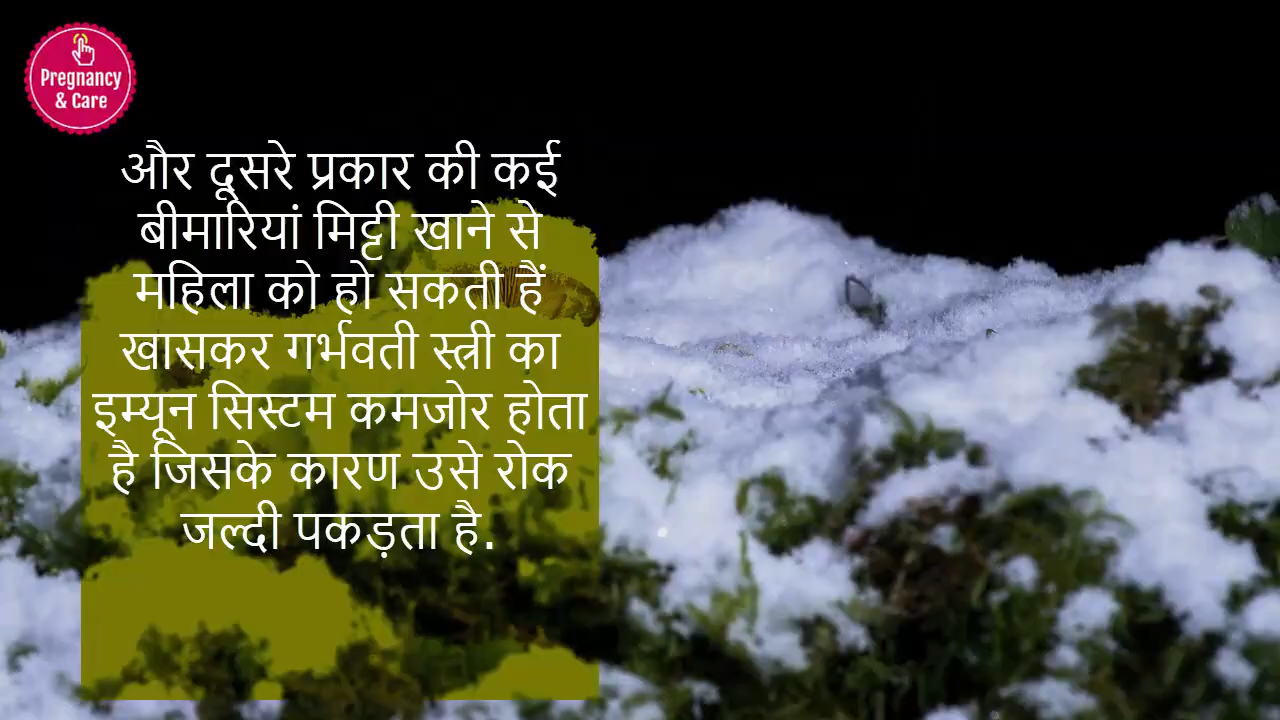 Pregnancy
& Care
और दूसरे प्रकार की कई
बीमारियां मिट्टी खाने से
महिला को हो सकती हैं
खासकर गर्भवती स्त्री का
इम्यून सिस्टम कमजोर होता
है जिसके कारण उसे रोक
जल्दी पकड़ता है.